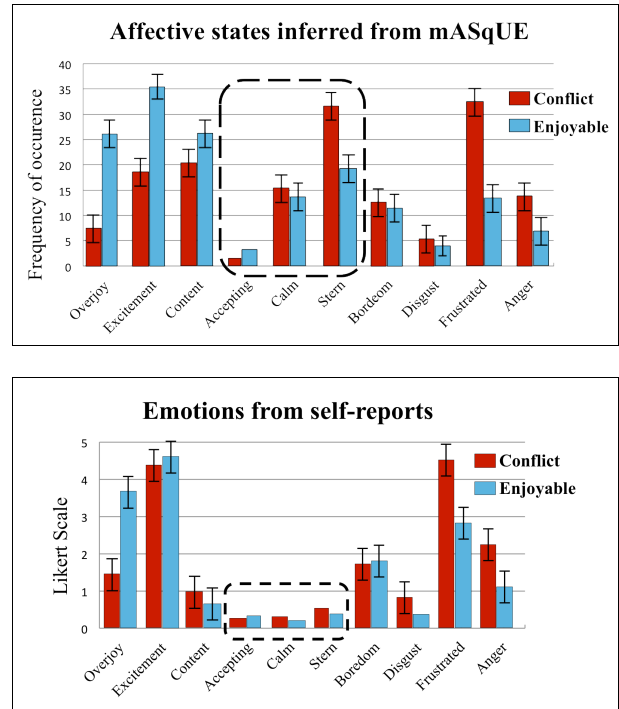 Affective states inferred from mASqUE
Frequency of occurence
40
35
30
25
20
15
10
5
0
Conflict
Enjoyable
Overjoy
Excitement
Content
Accepting
Calm
Stern
Bordeom
Disgust
Frustrated
Anger
Emotions from self-reports
Likert Scale
5
4
3
2
1
0
Conflict
Enjoyable
Overjoy
Excitement
Content
Accepting
Calm
Stern
Boredom
Disgust
Frustrated
Anger